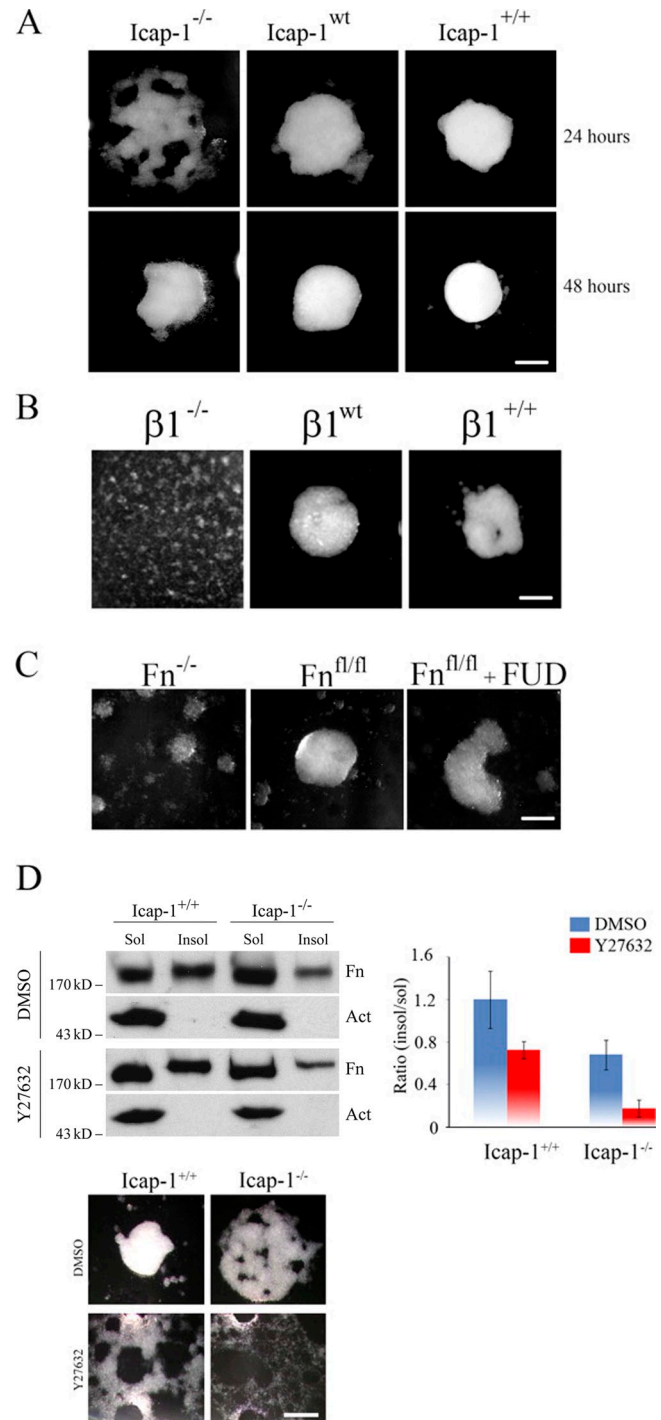 A
Icap-1-/- Icap-1wt Icap-1+/+
24 hours
48 hours
B
β1-/- β1wt β1+/+
C
Fn-/- Fnfl/fl Fnfl/fl + FUD
D
Icap-1+/+ Icap-1-/-
Sol Insol Sol Insol
DMSO
170 kD – Fn
43 kD – Act
Y27632
170 kD – Fn
43 kD – Act
DMSO
Y27632
Ratio (insol/sol)
1.6
1.2
0.8
0.4
0
Icap-1+/+ Icap-1-/-
Icap-1+/+ Icap-1-/-
DMSO
Y27632